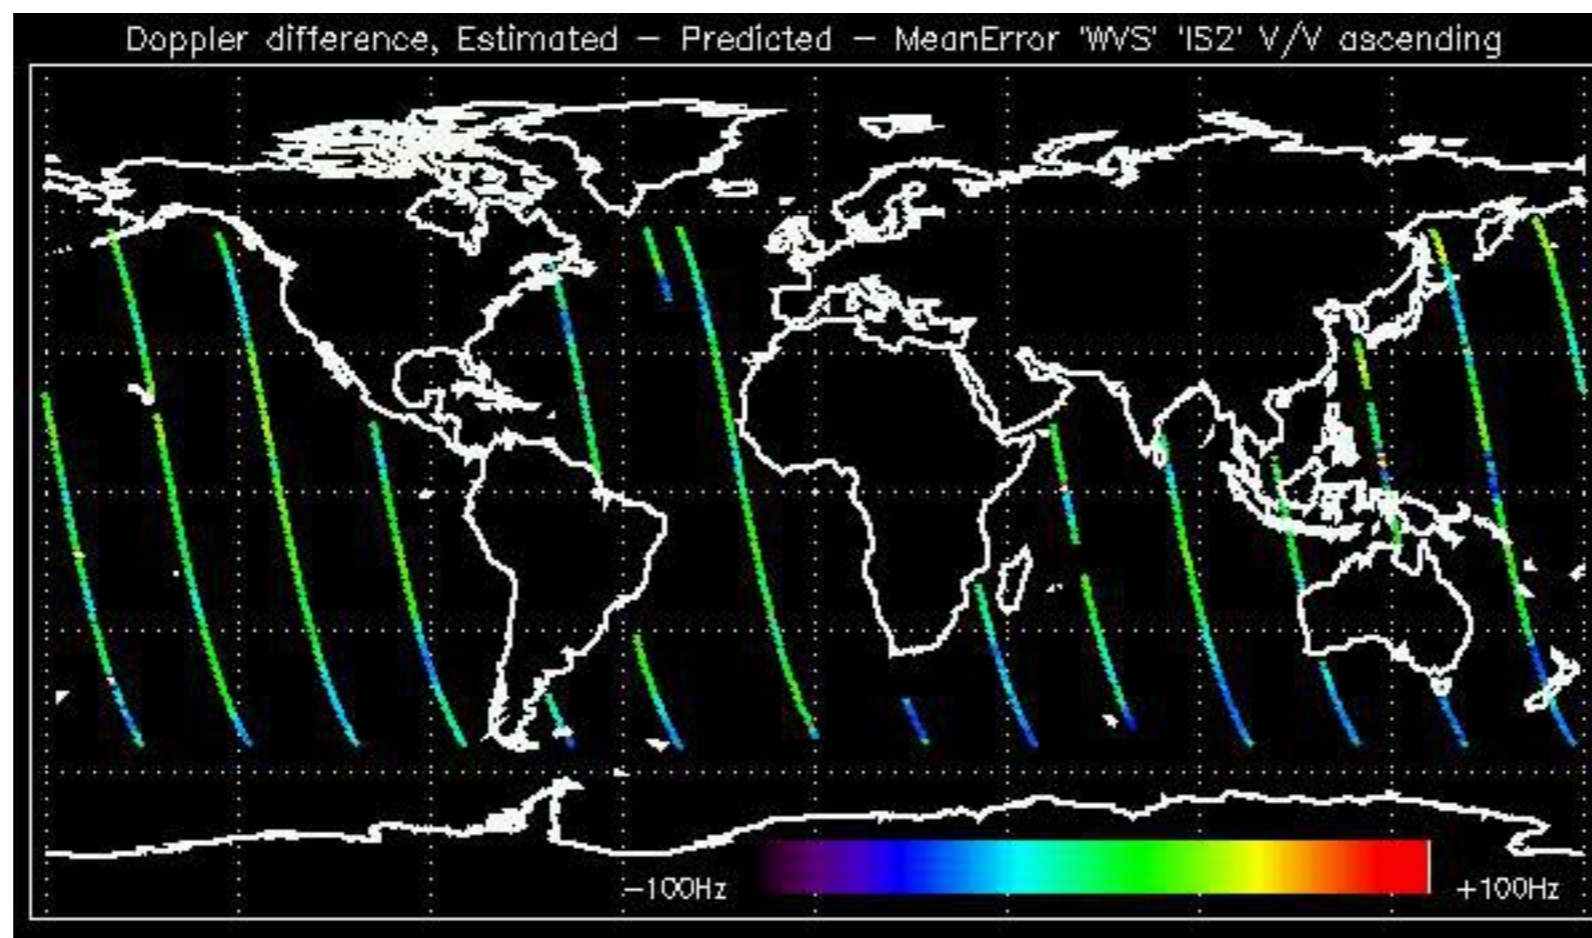 Doppler difference, Estimated – Predicted – MeanError 'WVS' 'IS2' V/V ascending
–100Hz
+100Hz